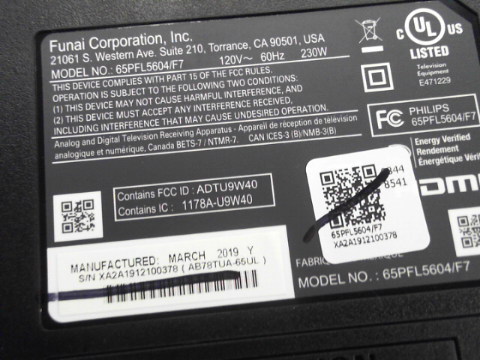 Funai Corporation, Inc.
21061 S. Western Ave. Suite 210, Torrance, CA 90501, USA
MODEL NO. : 65PFL5604/F7 120V~ 60Hz 230W
THIS DEVICE COMPLIES WITH PART 15 OF THE FCC RULES.
OPERATION IS SUBJECT TO THE FOLLOWING TWO CONDITIONS:
(1) THIS DEVICE MAY NOT CAUSE HARMFUL INTERFERENCE, AND
(2) THIS DEVICE MUST ACCEPT ANY INTERFERENCE RECEIVED,
INCLUDING INTERFERENCE THAT MAY CAUSE UNDESIRED OPERATION.
Analog and Digital Television Receiving Apparatus - Appareil de réception de télévision
analogique et numérique, Canada BETS-7 / NTMR-7. CAN ICES-3 (B)/NMB-3(B)
c UL US
LISTED
Television
Equipment
E471229
FC PHILIPS
65PFL5604/F7
Energy Verified
Rendement
Énergétique Vérifié
Contains FCC ID : ADTU9W40
Contains IC : 1178A-U9W40
944
8541
65PFL5604/F7
XA2A1912100378
MANUFACTURED: MARCH 2019 Y
S/N XA2A1912100378 ( AB78TUA-65UL )
MODEL NO. : 65PFL5604/F7